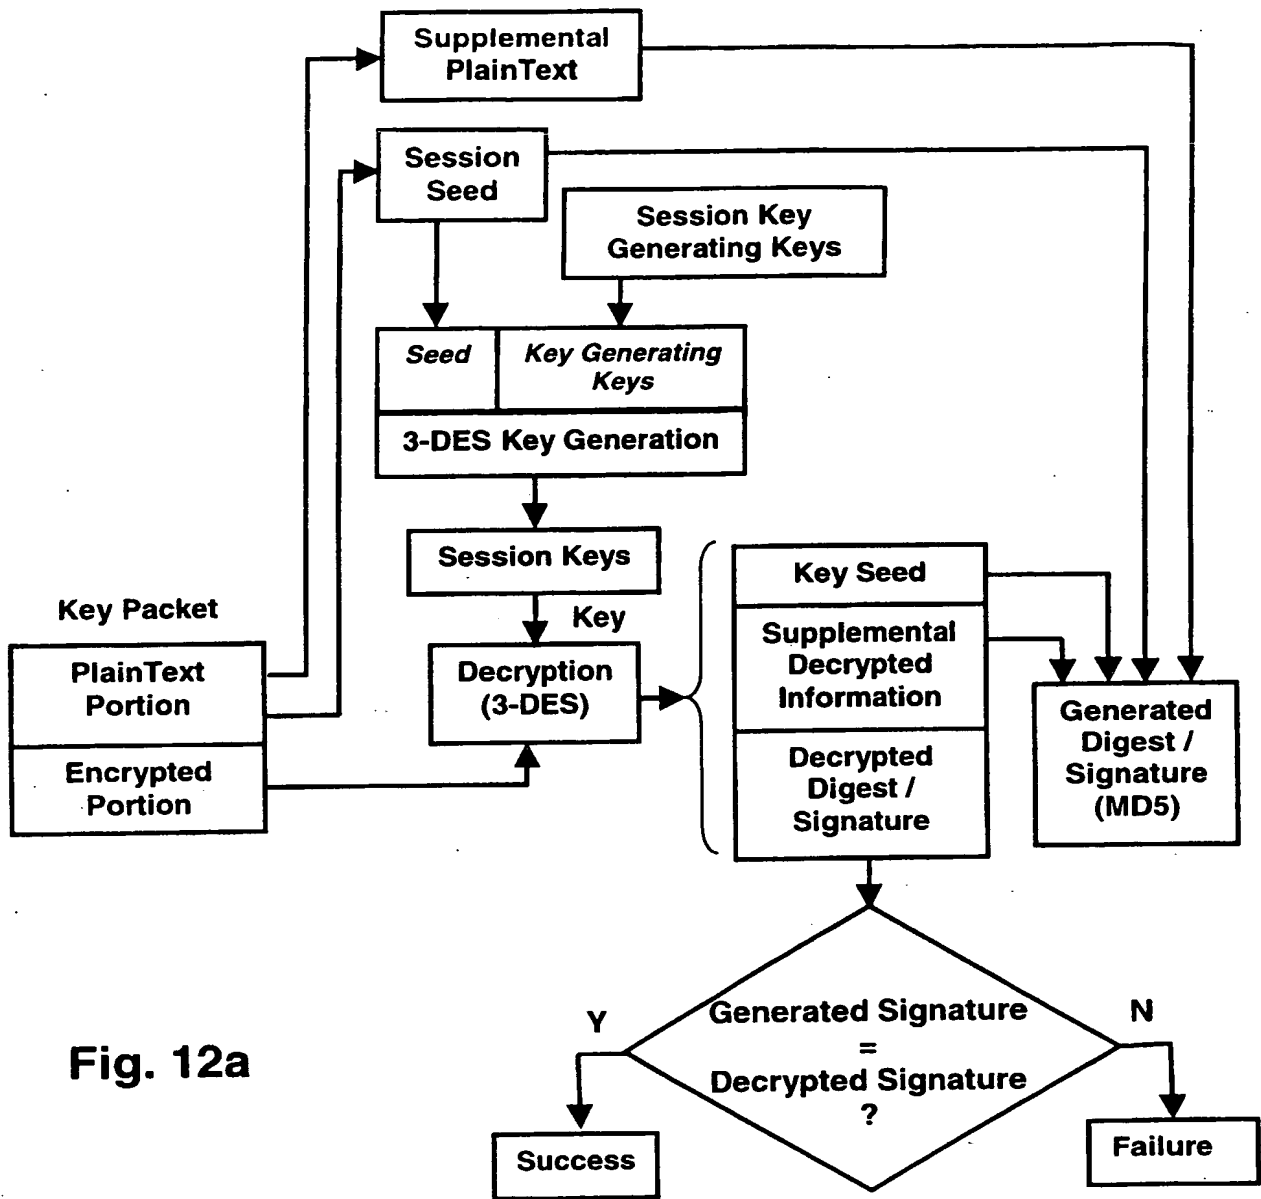 Supplemental
PlainText
Session
Seed
Session Key
Generating Keys
Seed
Key Generating
Keys
3-DES Key Generation
Session Keys
Key
Key Packet
PlainText
Portion
Encrypted
Portion
Decryption
(3-DES)
Key Seed
Supplemental
Decrypted
Information
Decrypted
Digest /
Signature
Generated
Digest /
Signature
(MD5)
Generated Signature
=
Decrypted Signature
?
Y
N
Success
Failure
Fig. 12a